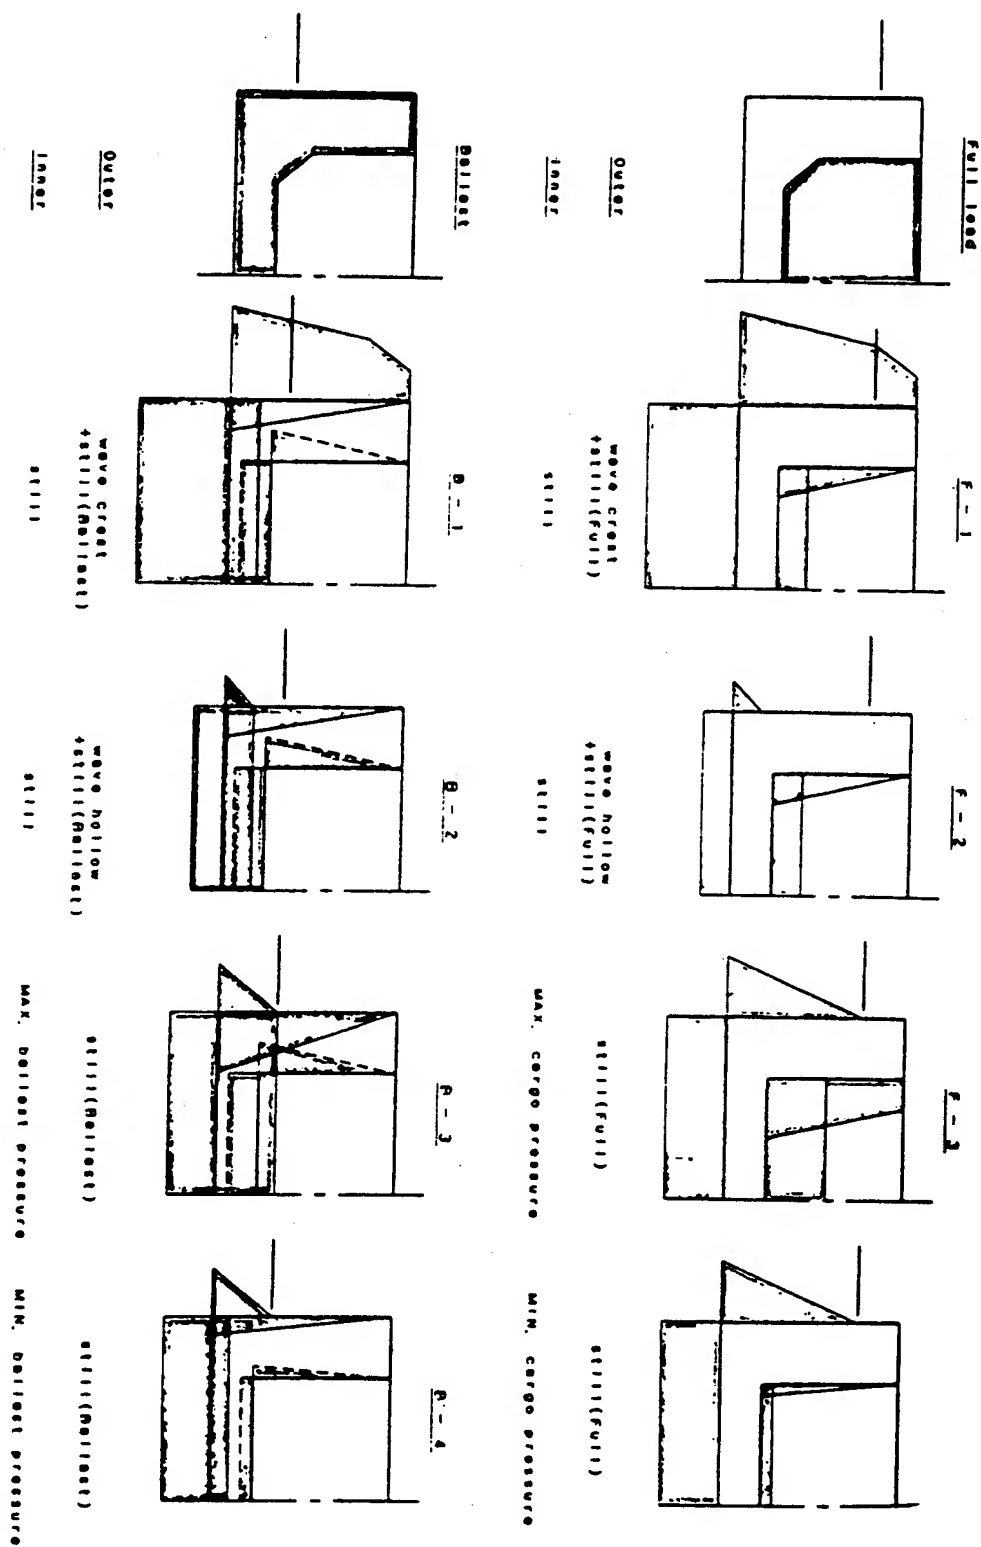 Full load
F - 1
F - 2
F - 3
Outer
wave crest
+still(full)
wave hollow
+still(full)
still(full)
still(full)
Inner
still
still
MAX. cargo pressure
MIN. cargo pressure
Ballast
B - 1
B - 2
B - 3
B - 4
Outer
wave crest
+still(Ballast)
wave hollow
+still(Ballast)
still(Ballast)
still(Ballast)
Inner
still
still
MAX. ballast pressure
MIN. ballast pressure